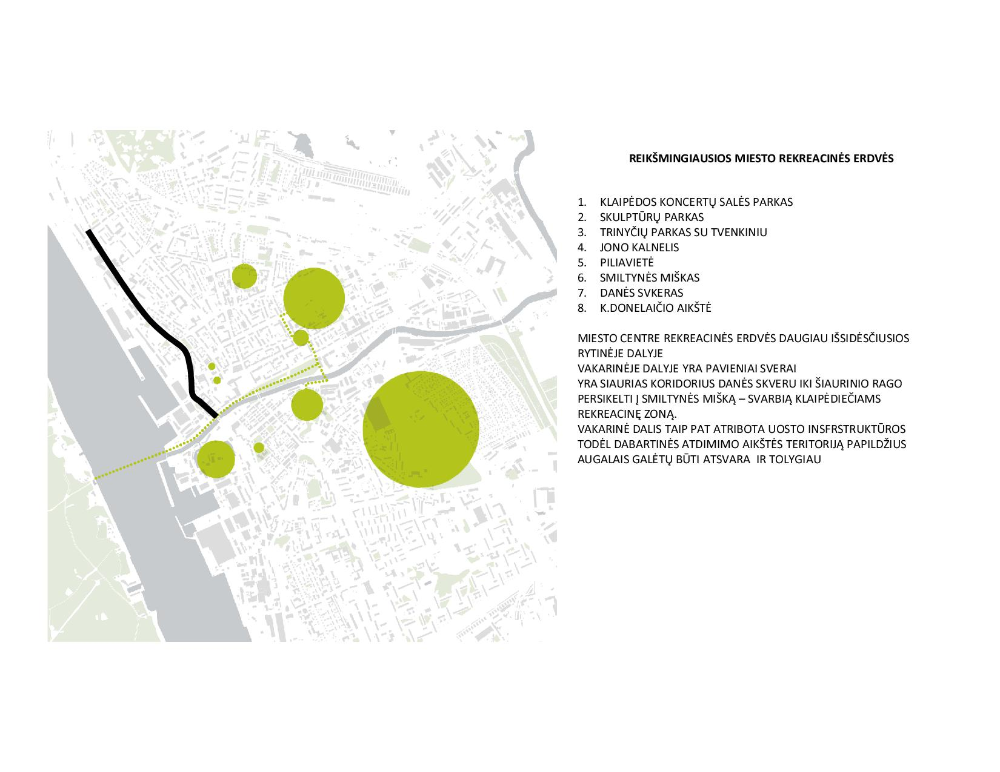 REIKŠMINGIAUSIOS MIESTO REKREACINĖS ERDVĖS
1. KLAIPĖDOS KONCERTŲ SALĖS PARKAS
2. SKULPTŪRŲ PARKAS
3. TRINYČIŲ PARKAS SU TVENKINIU
4. JONO KALNELIS
5. PILIAVIETĖ
6. SMILTYNĖS MIŠKAS
7. DANĖS SVKERAS
8. K.DONELAIČIO AIKŠTĖ
MIESTO CENTRE REKREACINĖS ERDVĖS DAUGIAU IŠSIDĖSČIUSIOS
RYTINĖJE DALYJE
VAKARINĖJE DALYJE YRA PAVIENIAI SVERAI
YRA SIAURIAS KORIDORIUS DANĖS SKVERU IKI ŠIAURINIO RAGO
PERSIKELTI Į SMILTYNĖS MIŠKĄ – SVARBIĄ KLAIPĖDIEČIAMS
REKREACINĘ ZONĄ.
VAKARINĖ DALIS TAIP PAT ATRIBOTA UOSTO INSFRSTRUKTŪROS
TODĖL DABARTINĖS ATDIMIMO AIKŠTĖS TERITORIJĄ PAPILDŽIUS
AUGALAIS GALĖTŲ BŪTI ATSVARA IR TOLYGIAU